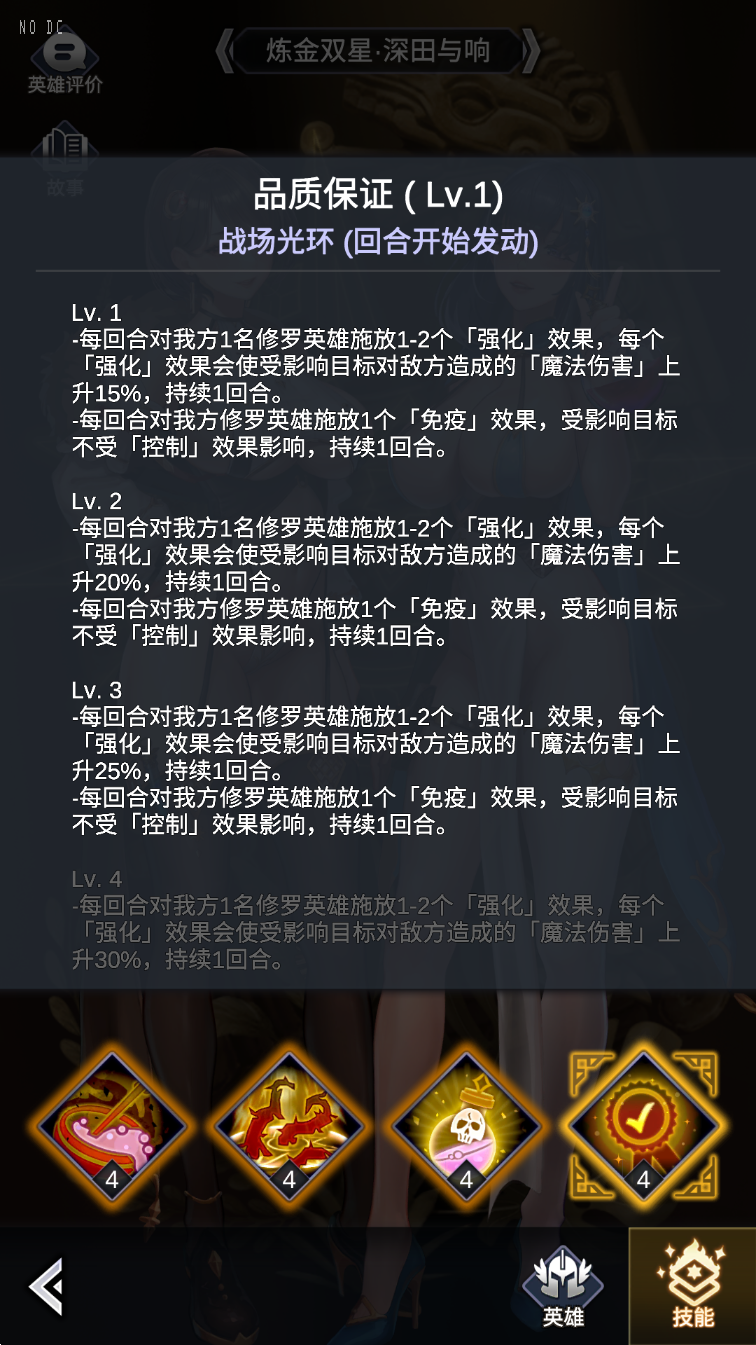 NO DC
炼金双星·深田与响
英雄评价
故事
品质保证 ( Lv.1)
战场光环 (回合开始发动)
Lv. 1
-每回合对我方1名修罗英雄施放1-2个「强化」效果，每个
「强化」效果会使受影响目标对敌方造成的「魔法伤害」上
升15%，持续1回合。
-每回合对我方修罗英雄施放1个「免疫」效果，受影响目标
不受「控制」效果影响，持续1回合。
Lv. 2
-每回合对我方1名修罗英雄施放1-2个「强化」效果，每个
「强化」效果会使受影响目标对敌方造成的「魔法伤害」上
升20%，持续1回合。
-每回合对我方修罗英雄施放1个「免疫」效果，受影响目标
不受「控制」效果影响，持续1回合。
Lv. 3
-每回合对我方1名修罗英雄施放1-2个「强化」效果，每个
「强化」效果会使受影响目标对敌方造成的「魔法伤害」上
升25%，持续1回合。
-每回合对我方修罗英雄施放1个「免疫」效果，受影响目标
不受「控制」效果影响，持续1回合。
Lv. 4
-每回合对我方1名修罗英雄施放1-2个「强化」效果，每个
「强化」效果会使受影响目标对敌方造成的「魔法伤害」上
升30%，持续1回合。
4
4
4
4
英雄
技能